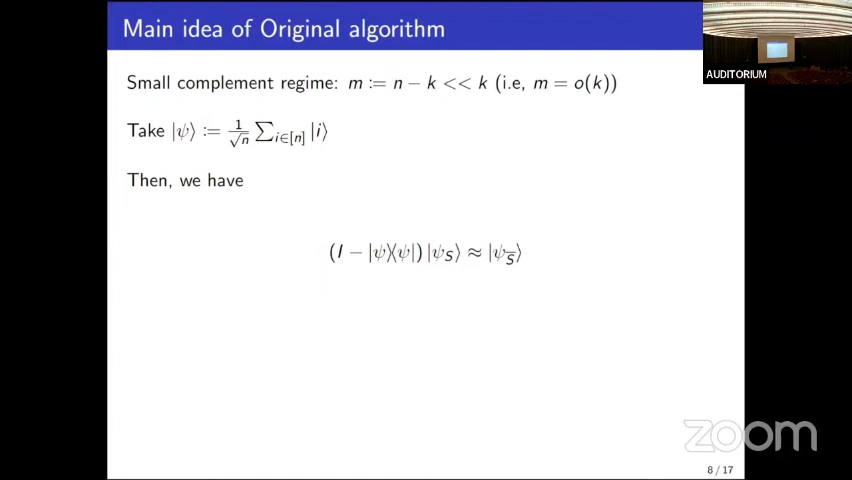 Main idea of Original algorithm
AUDITORIUM
Small complement regime: m := n − k << k (i.e, m = o(k))
Take |ψ⟩ := 1/√n ∑_{i∈[n]} |i⟩
Then, we have
(I − |ψ⟩⟨ψ|) |ψ_S⟩ ≈ |ψ_S̅⟩
zoom
8 / 17